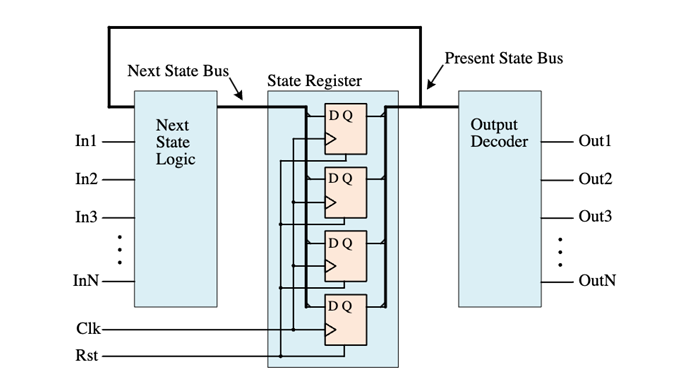 Present State Bus
Next State Bus
State Register
Next
State
Logic
D Q
D Q
D Q
D Q
Output
Decoder
In1
In2
In3
InN
Clk
Rst
Out1
Out2
Out3
OutN